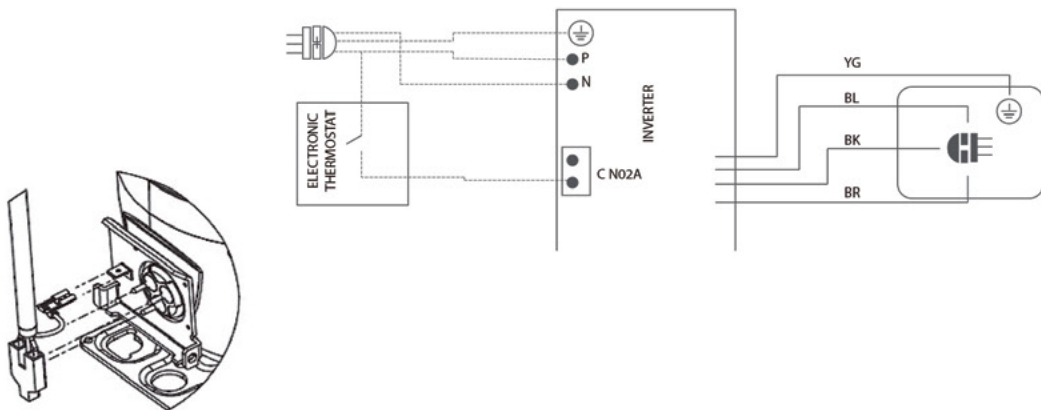 P
N
ELECTRONIC
THERMOSTAT
INVERTER
C N02A
YG
BL
BK
BR